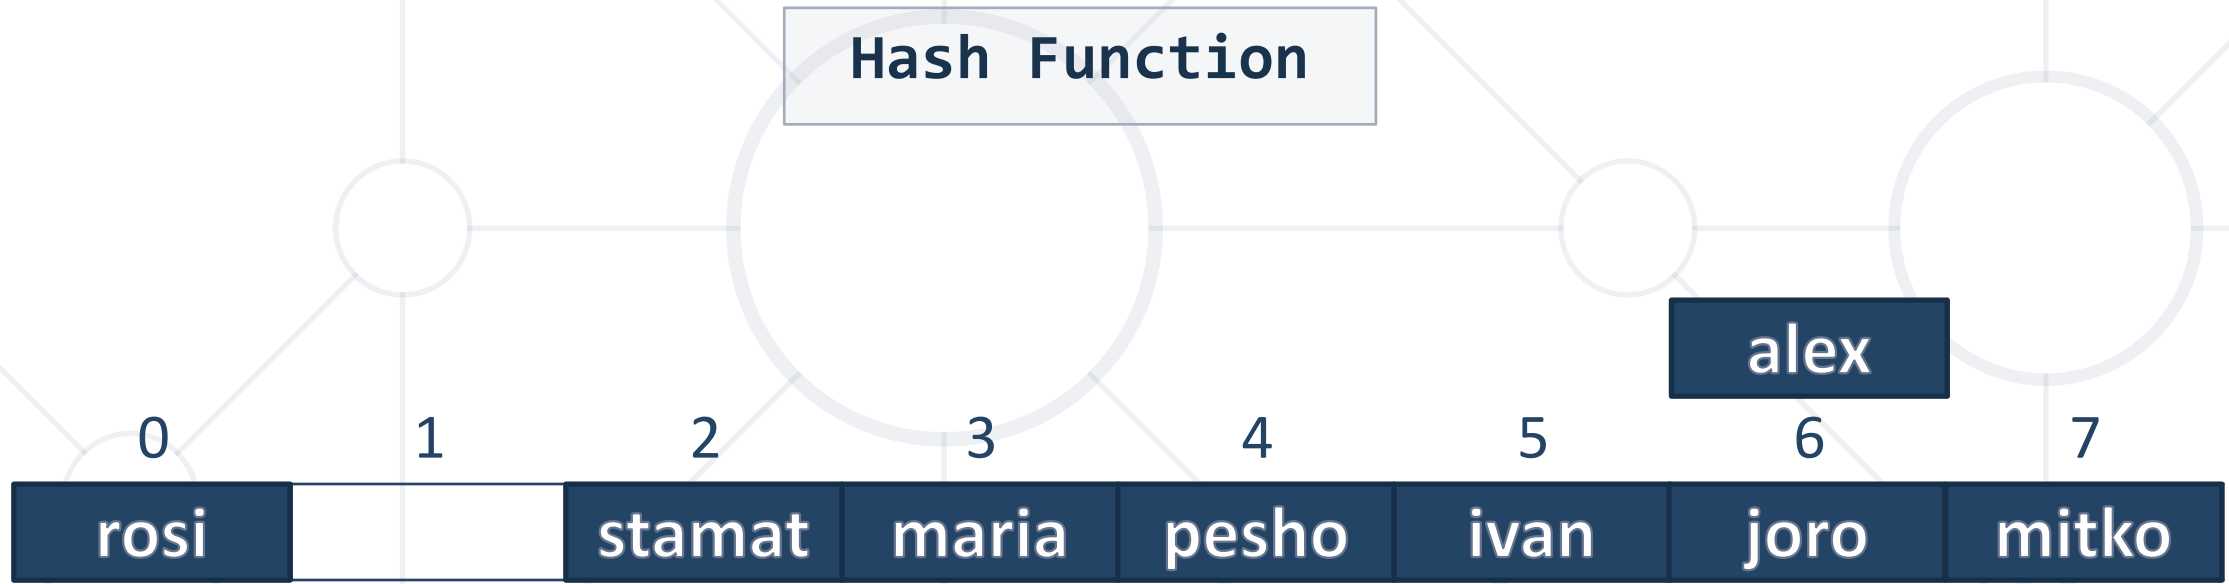 Hash Function
alex
0 1 2 3 4 5 6 7
rosi stamat maria pesho ivan joro mitko